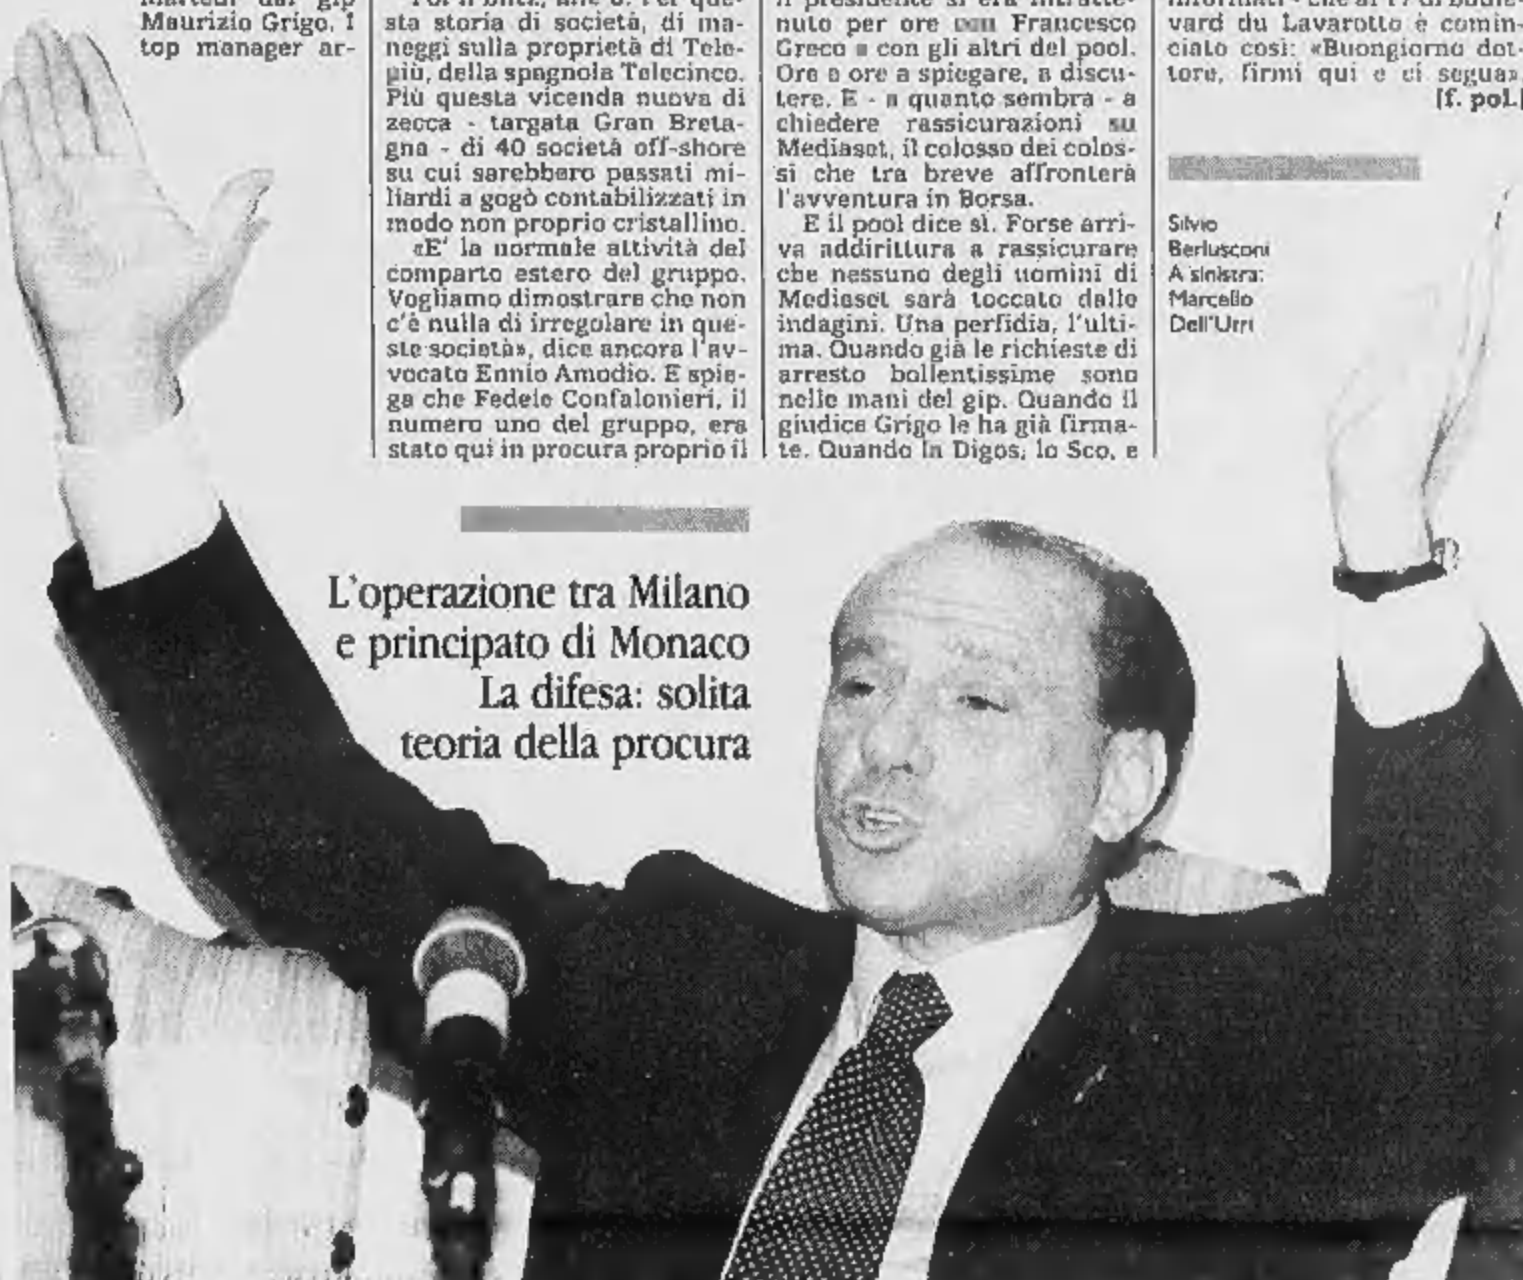 Maurizio Grigo. I
top manager ar-
sta storia di società, di ma-
neggi sulla proprietà di Tele-
più, della spagnola Telecinco.
Più questa vicenda nuova di
zecca - targata Gran Breta-
gna - di 40 società off-shore
su cui sarebbero passati mi-
liardi a gogò contabilizzati in
modo non proprio cristallino.
«E' la normale attività del
comparto estero del gruppo.
Vogliamo dimostrare che non
c'è nulla di irregolare in que-
ste società», dice ancora l'av-
vocato Ennio Amodio. E spie-
ga che Fedele Confalonieri, il
numero uno del gruppo, era
stato qui in procura proprio il
il presidente si era intratte-
nuto per ore con Francesco
Greco e con gli altri del pool.
Ore e ore a spiegare, a discu-
tere. E - a quanto sembra - a
chiedere rassicurazioni su
Mediaset, il colosso dei colos-
si che tra breve affronterà
l'avventura in Borsa.
E il pool dice sì. Forse arri-
va addirittura a rassicurare
che nessuno degli uomini di
Mediaset sarà toccato dalle
indagini. Una perfidia, l'ulti-
ma. Quando già le richieste di
arresto bollentissime sono
nelle mani del gip. Quando il
giudice Grigo le ha già firma-
te. Quando la Digos, lo Sco, e
vard du Lavarotto è comin-
ciato così: «Buongiorno dot-
tore, firmi qui e ci segua».
[f. pol.]
Silvio
Berlusconi
A sinistra:
Marcello
Dell'Utri
L'operazione tra Milano
e principato di Monaco
La difesa: solita
teoria della procura